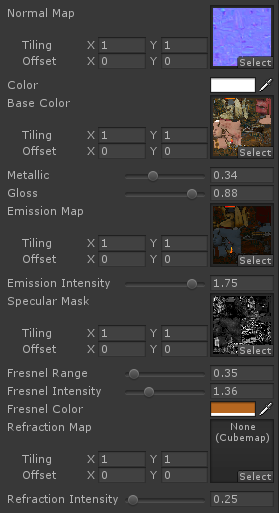 Normal Map
Tiling X 1 Y 1
Offset X 0 Y 0
Select
Color
Base Color
Tiling X 1 Y 1
Offset X 0 Y 0
Select
Metallic 0.34
Gloss 0.88
Emission Map
Tiling X 1 Y 1
Offset X 0 Y 0
Select
Emission Intensity 1.75
Specular Mask
Tiling X 1 Y 1
Offset X 0 Y 0
Select
Fresnel Range 0.35
Fresnel Intensity 1.36
Fresnel Color
Refraction Map
None
(Cubemap)
Tiling X 1 Y 1
Offset X 0 Y 0
Select
Refraction Intensity 0.25